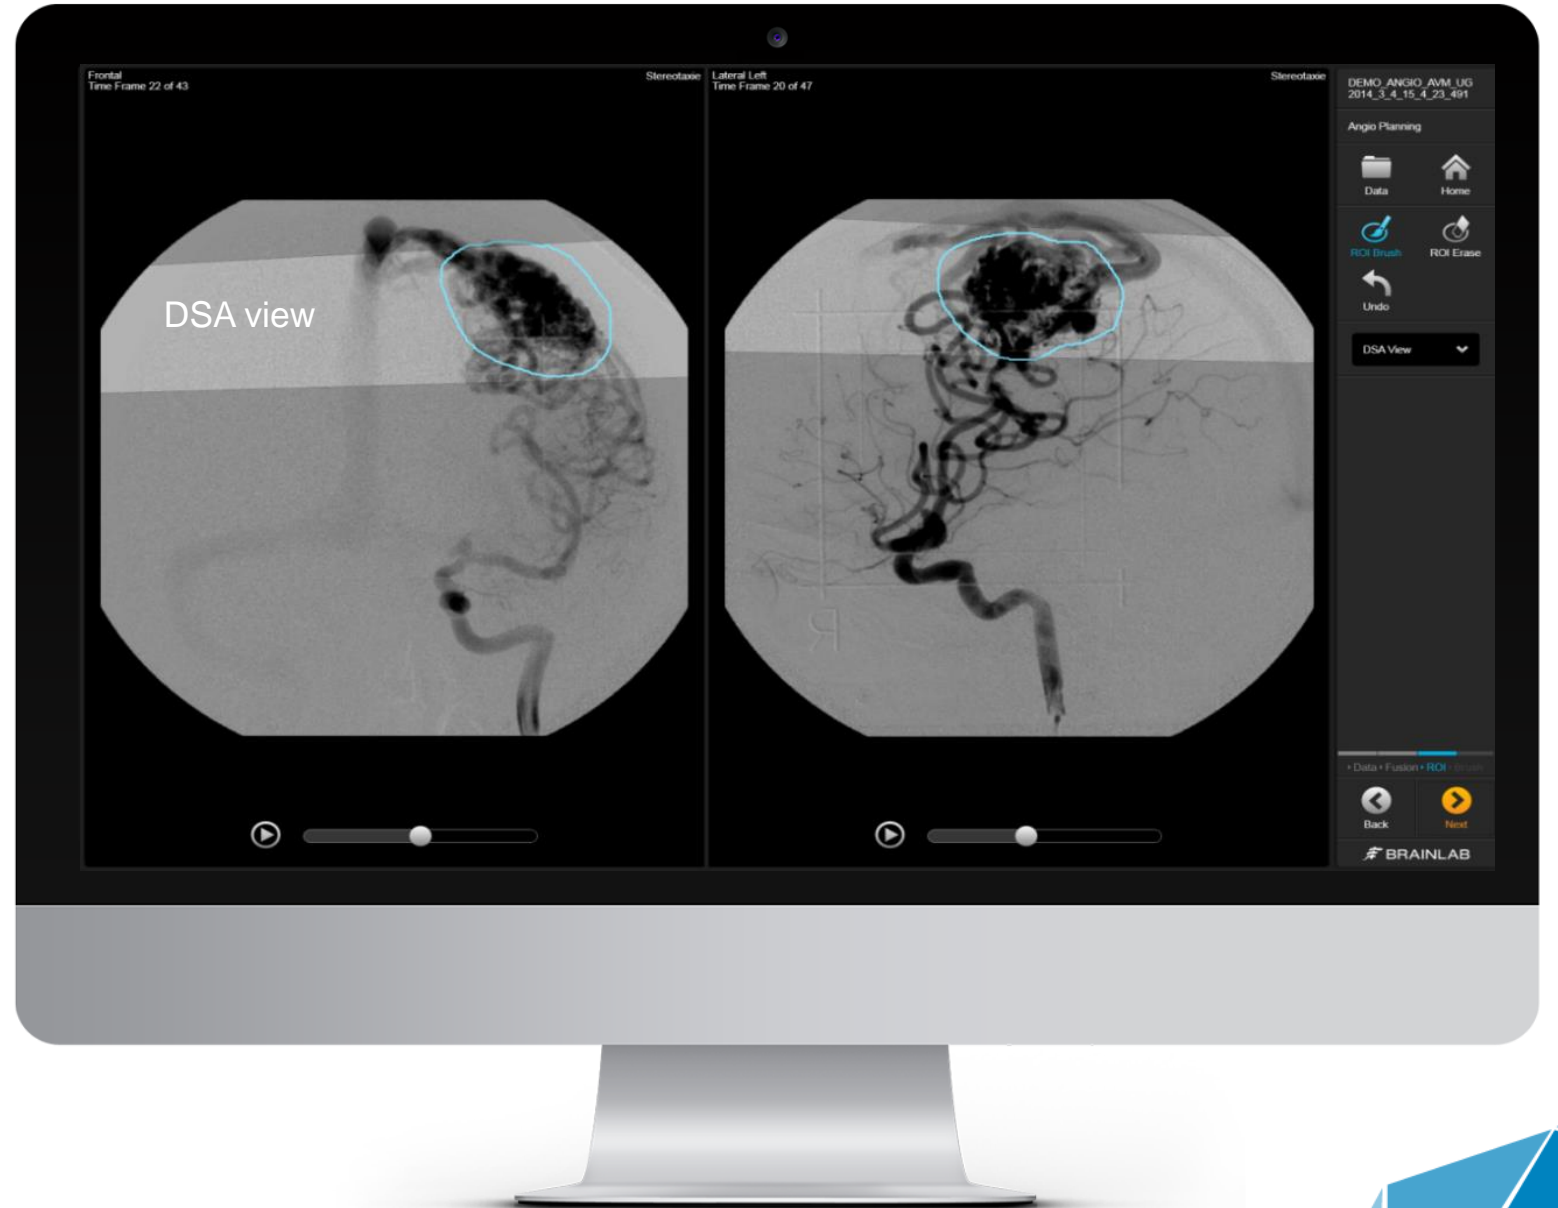 Frontal
Time Frame 22 of 43
Stereotaxie
Lateral Left
Time Frame 20 of 47
Stereotaxie
DSA view
R
DEMO_ANGIO_AVM_UG
2014_3_4_15_4_23_491
Angio Planning
Data
Home
ROI Brush
ROI Erase
Undo
DSA View
Data Fusion ROI Brush
Back
Next
BRAINLAB